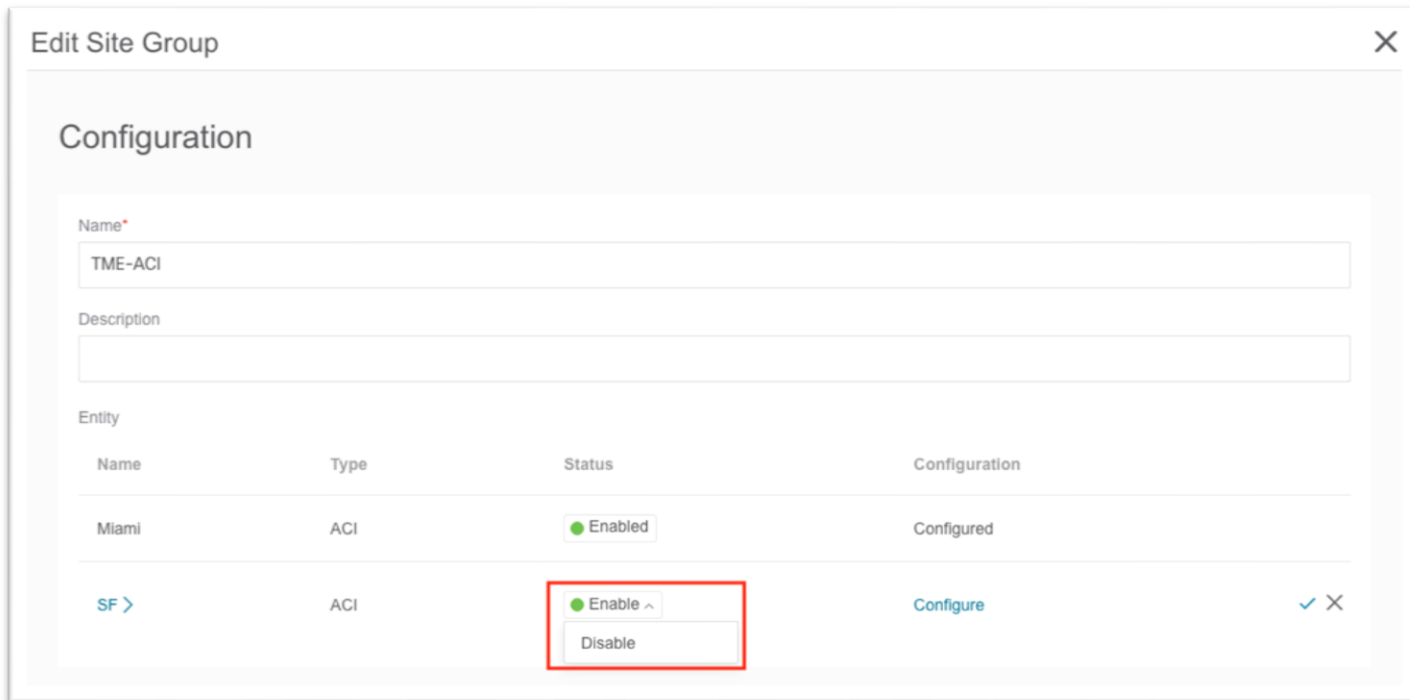 Edit Site Group
Configuration
Name*
TME-ACI
Description
Entity
Name Type Status Configuration
Miami ACI Enabled Configured
SF ACI Enable Configure
Disable